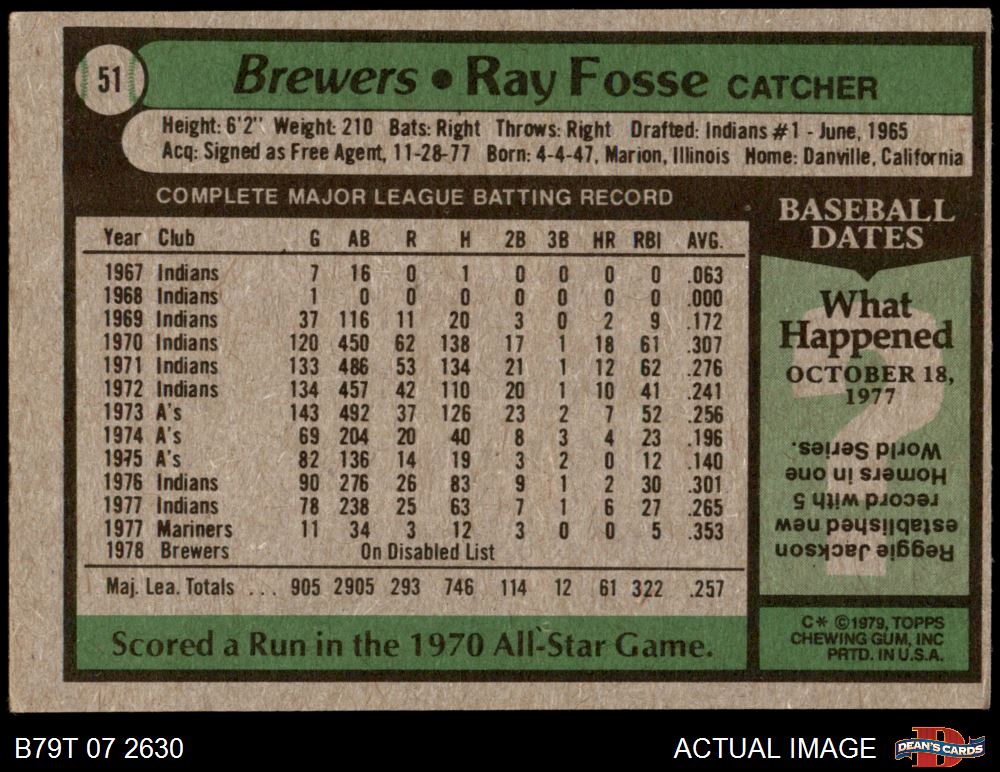 51
Brewers • Ray Fosse CATCHER
Height: 6'2" Weight: 210 Bats: Right Throws: Right Drafted: Indians #1 - June, 1965
Acq: Signed as Free Agent, 11-28-77 Born: 4-4-47, Marion, Illinois Home: Danville, California
COMPLETE MAJOR LEAGUE BATTING RECORD
Year Club G AB R H 2B 3B HR RBI AVG.
1967 Indians 7 16 0 1 0 0 0 0 .063
1968 Indians 1 0 0 0 0 0 0 0 .000
1969 Indians 37 116 11 20 3 0 2 9 .172
1970 Indians 120 450 62 138 17 1 18 61 .307
1971 Indians 133 486 53 134 21 1 12 62 .276
1972 Indians 134 457 42 110 20 1 10 41 .241
1973 A's 143 492 37 126 23 2 7 52 .256
1974 A's 69 204 20 40 8 3 4 23 .196
1975 A's 82 136 14 19 3 2 0 12 .140
1976 Indians 90 276 26 83 9 1 2 30 .301
1977 Indians 78 238 25 63 7 1 6 27 .265
1977 Mariners 11 34 3 12 3 0 0 5 .353
1978 Brewers On Disabled List
Maj. Lea. Totals ... 905 2905 293 746 114 12 61 322 .257
Scored a Run in the 1970 All-Star Game.
BASEBALL
DATES
What
Happened
OCTOBER 18,
1977
?
Reggie Jackson
established new
record with 5
Homers in one
World Series.
C* ©1979, TOPPS
CHEWING GUM, INC
PRTD. IN U.S.A.
B79T 07 2630
ACTUAL IMAGE
D
DEAN'S CARDS